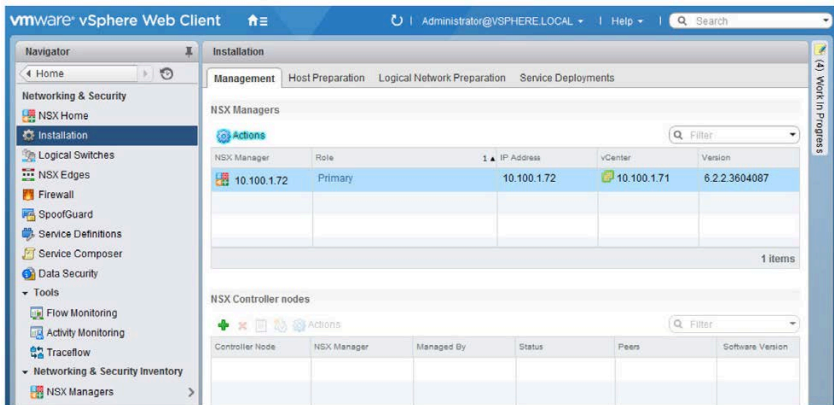 vmware® vSphere Web Client
Administrator@VSPHERE.LOCAL
Help
Search
Navigator
Home
Networking & Security
NSX Home
Installation
Logical Switches
NSX Edges
Firewall
SpoofGuard
Service Definitions
Service Composer
Data Security
Tools
Flow Monitoring
Activity Monitoring
Traceflow
Networking & Security Inventory
NSX Managers
Installation
Management Host Preparation Logical Network Preparation Service Deployments
NSX Managers
Actions
Filter
NSX Manager Role 1 IP Address vCenter Version
10.100.1.72 Primary 10.100.1.72 10.100.1.71 6.2.2.3604087
1 items
NSX Controller nodes
Actions
Filter
Controller Node NSX Manager Managed By Status Peers Software Version
(4) Work In Progress